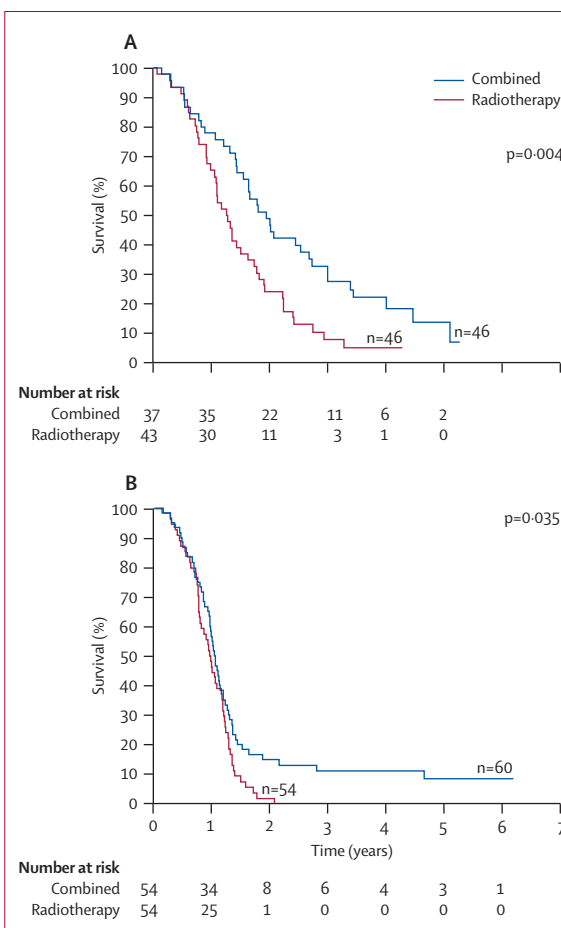 A
100
90
80
70
60
50
40
30
20
10
0
Survival (%)
Combined
Radiotherapy
p=0·004
n=46
n=46
Number at risk
Combined 37 35 22 11 6 2
Radiotherapy 43 30 11 3 1 0
B
100
90
80
70
60
50
40
30
20
10
0
Survival (%)
p=0·035
n=60
n=54
0 1 2 3 4 5 6 7
Time (years)
Number at risk
Combined 54 34 8 6 4 3 1
Radiotherapy 54 25 1 0 0 0 0